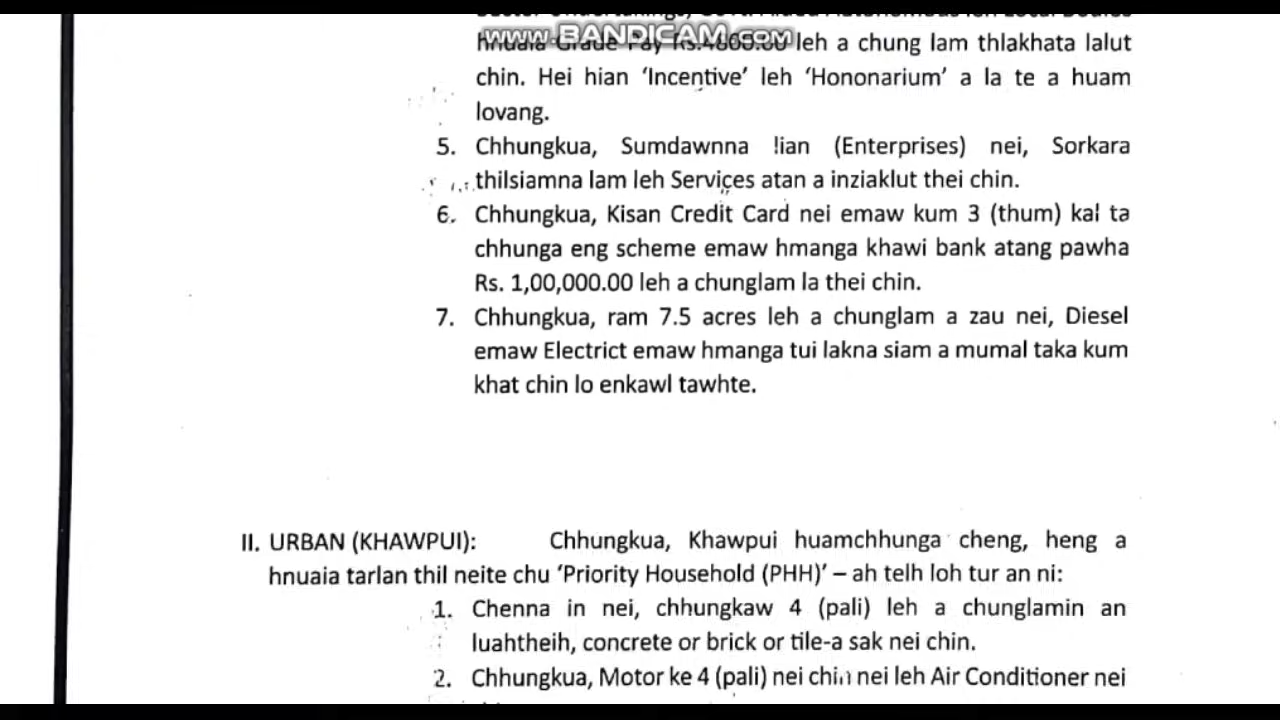 www.BANDICAM.com
hnuaia Grade Pay Rs.4800.00 leh a chung lam thlakhata lalut
chin. Hei hian ‘Incentive’ leh ‘Hononarium’ a la te a huam
lovang.
5. Chhungkua, Sumdawnna lian (Enterprises) nei, Sorkara
thilsiamna lam leh Services atan a inziaklut thei chin.
6. Chhungkua, Kisan Credit Card nei emaw kum 3 (thum) kal ta
chhunga eng scheme emaw hmanga khawi bank atang pawha
Rs. 1,00,000.00 leh a chunglam la thei chin.
7. Chhungkua, ram 7.5 acres leh a chunglam a zau nei, Diesel
emaw Electrict emaw hmanga tui lakna siam a mumal taka kum
khat chin lo enkawl tawhte.
II. URBAN (KHAWPUI): Chhungkua, Khawpui huamchhunga cheng, heng a
hnuaia tarlan thil neite chu ‘Priority Household (PHH)’ – ah telh loh tur an ni:
1. Chenna in nei, chhungkaw 4 (pali) leh a chunglamin an
luahtheih, concrete or brick or tile-a sak nei chin.
2. Chhungkua, Motor ke 4 (pali) nei chin nei leh Air Conditioner nei